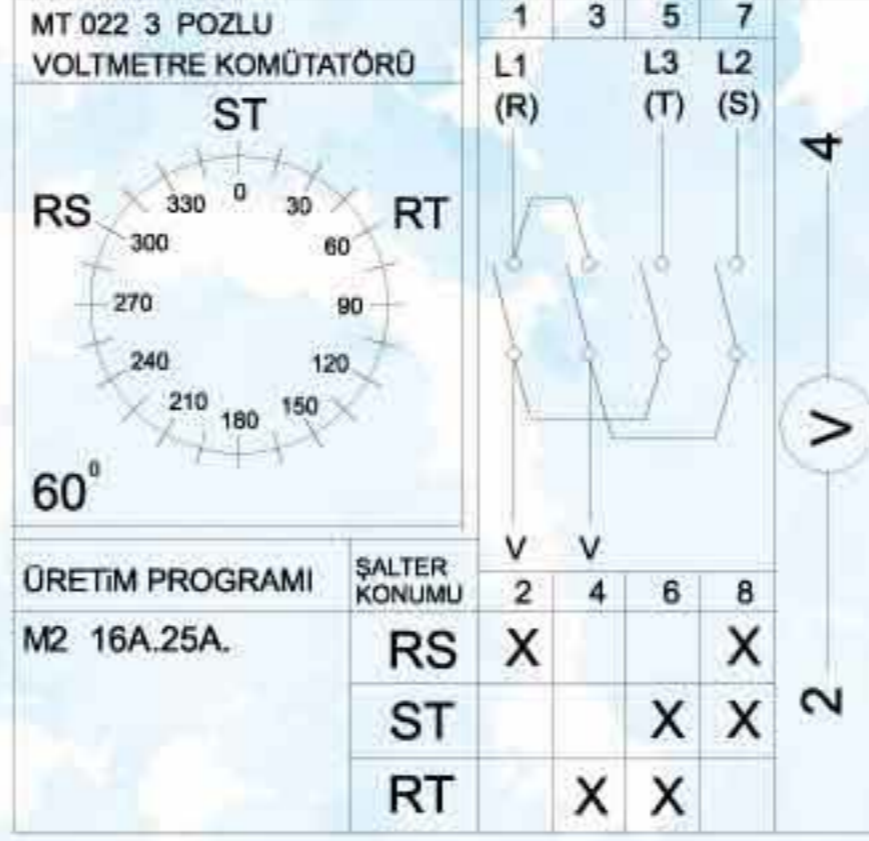 MT 022 3 POZLU
VOLTMETRE KOMÜTATÖRÜ
ST
RS
RT
0
30
60
90
120
150
180
210
240
270
300
330
60⁰
1 3 5 7
L1 L3 L2
(R) (T) (S)
V V
4
V
2
ÜRETiM PROGRAMI
M2 16A.25A.
ŞALTER
KONUMU
2 4 6 8
RS X X
ST X X
RT X X